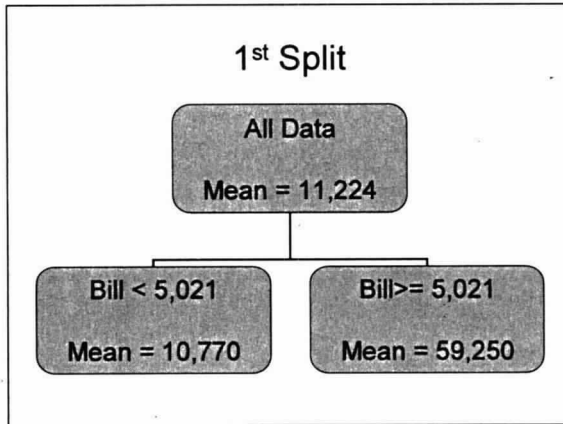 1st Split
All Data
Mean = 11,224
Bill < 5,021
Mean = 10,770
Bill>= 5,021
Mean = 59,250